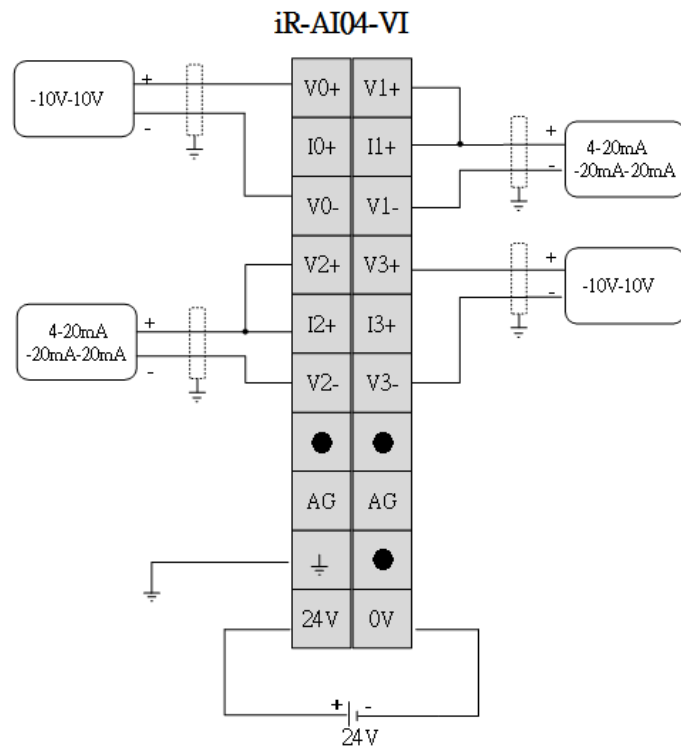 iR-AI04-VI
+
-10V-10V
-
V0+ V1+
I0+ I1+
+
4-20mA
-20mA-20mA
-
V0- V1-
V2+ V3+
+
-10V-10V
-
4-20mA
-20mA-20mA
+
-
I2+ I3+
V2- V3-
AG AG
24V 0V
+ -
24V